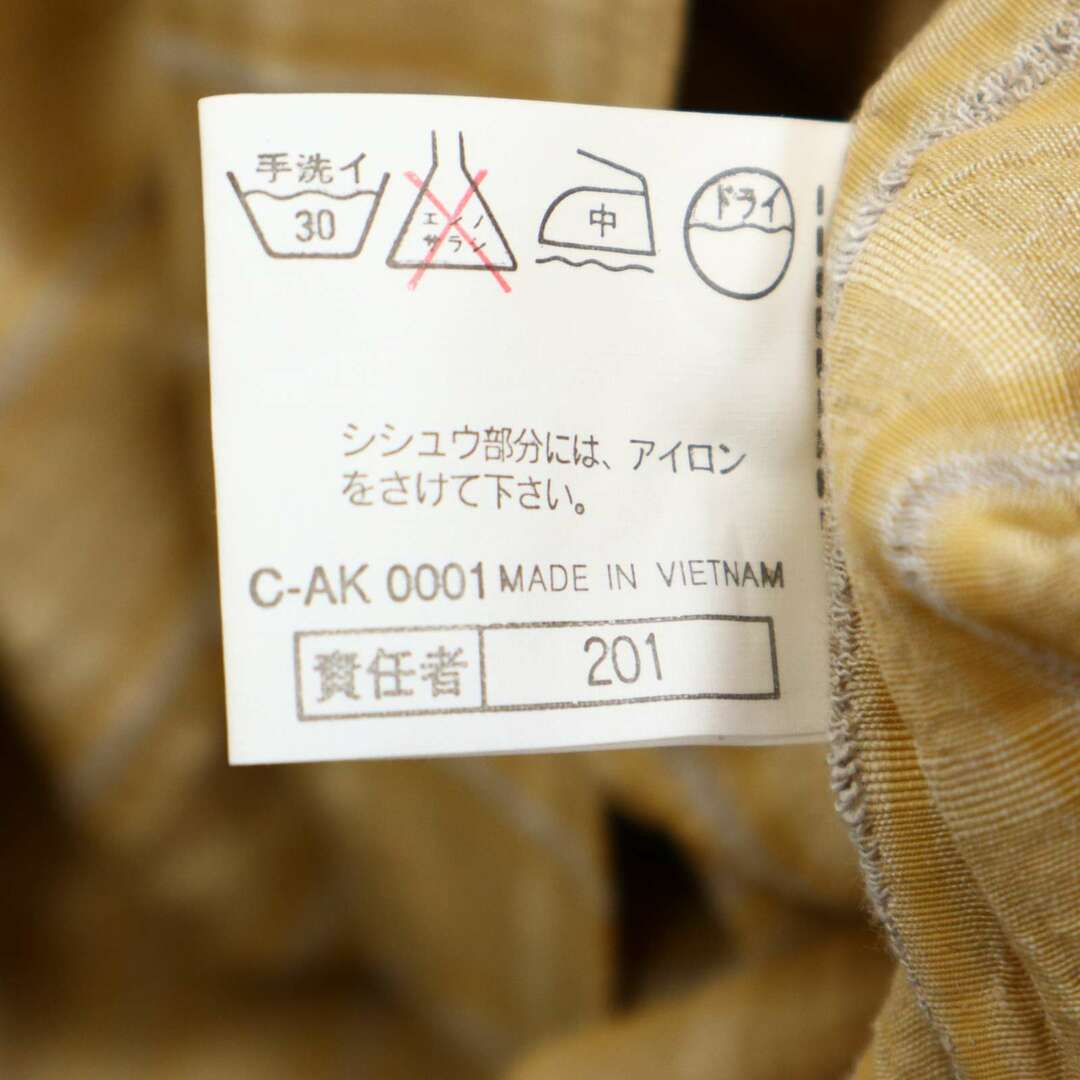 手洗イ
30
エンソ
サラシ
中
ドライ
シシュウ部分には、アイロン
をさけて下さい。
C-AK 0001 MADE IN VIETNAM
責任者 201